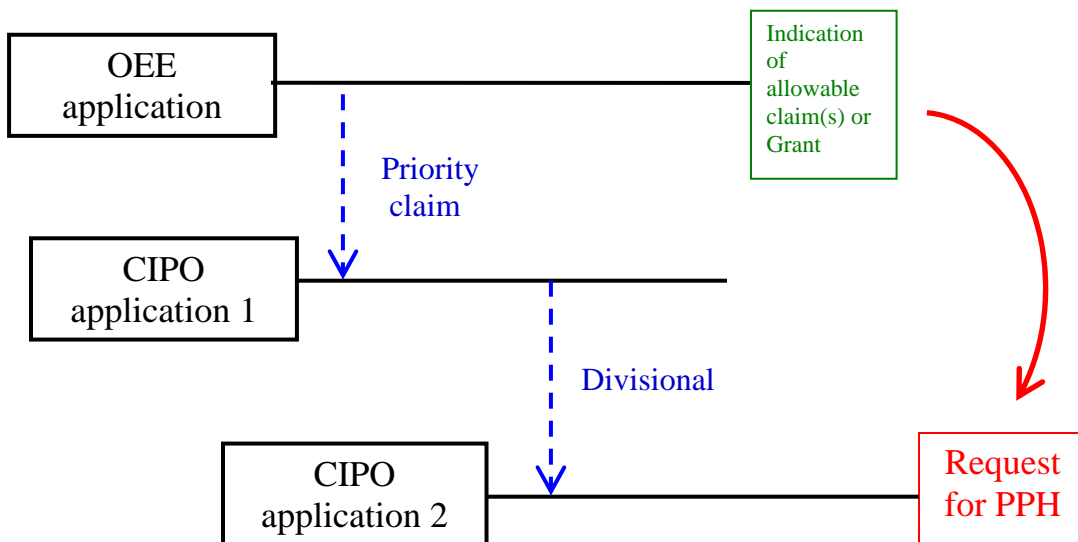 OEE
application
Indication
of
allowable
claim(s) or
Grant
Priority
claim
CIPO
application 1
Divisional
CIPO
application 2
Request
for PPH